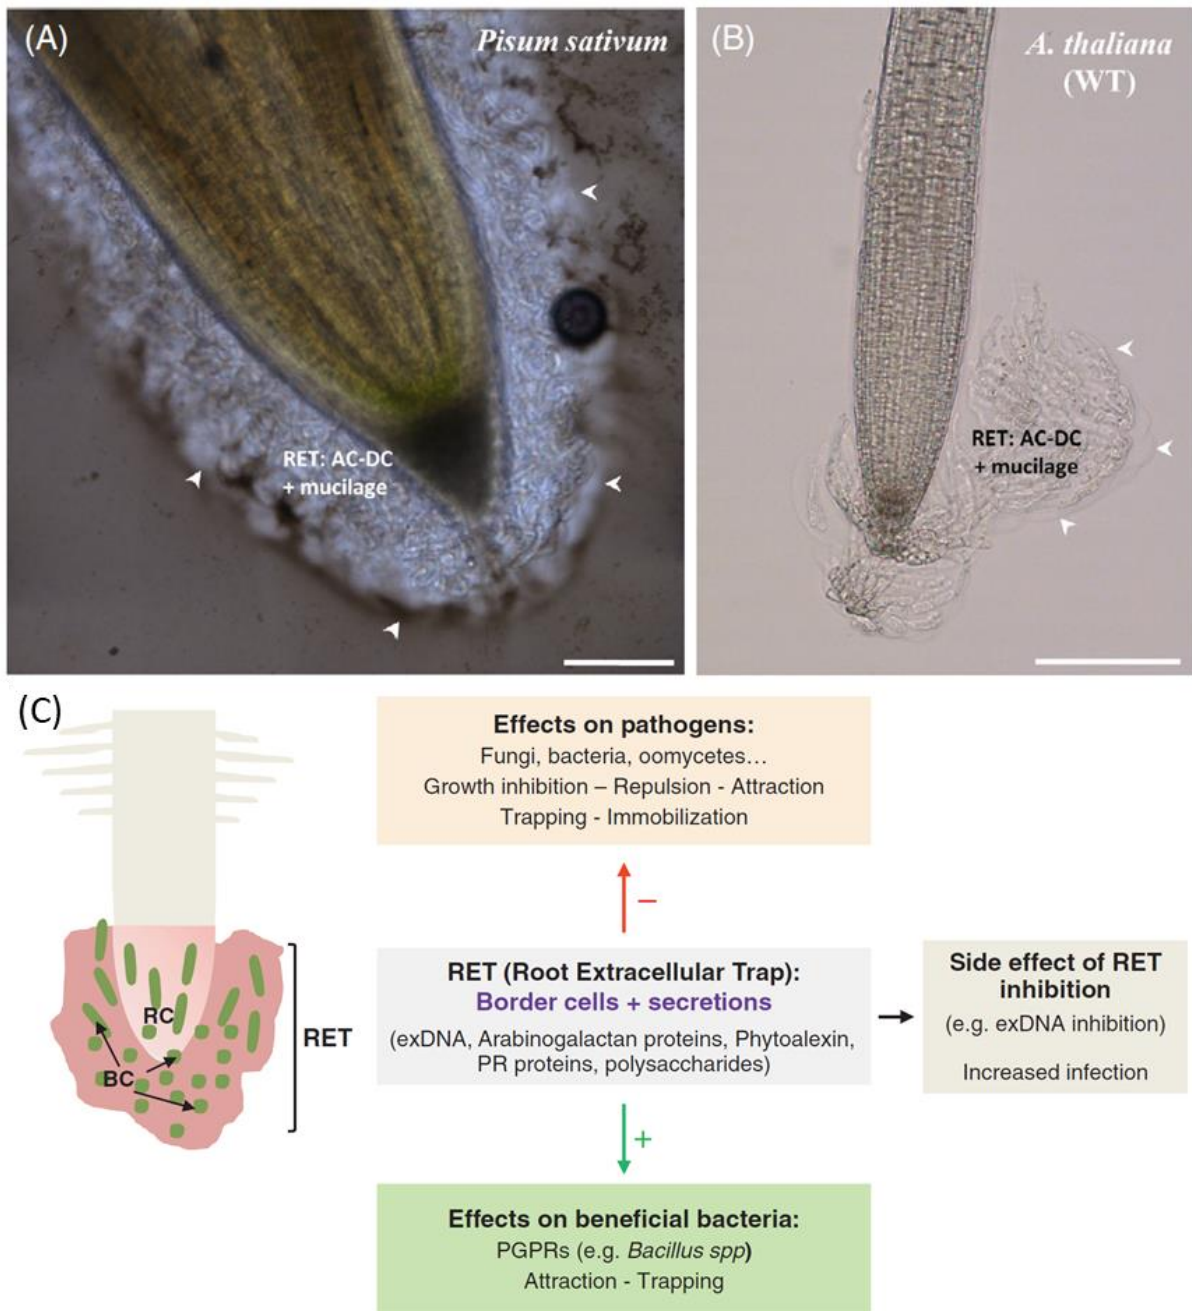 (A)
Pisum sativum
RET: AC-DC
+ mucilage
(B)
A. thaliana
(WT)
RET: AC-DC
+ mucilage
(C)
RC
BC
RET
Effects on pathogens:
Fungi, bacteria, oomycetes...
Growth inhibition – Repulsion - Attraction
Trapping - Immobilization
−
RET (Root Extracellular Trap):
Border cells + secretions
(exDNA, Arabinogalactan proteins, Phytoalexin,
PR proteins, polysaccharides)
Side effect of RET
inhibition
(e.g. exDNA inhibition)
Increased infection
+
Effects on beneficial bacteria:
PGPRs (e.g. Bacillus spp)
Attraction - Trapping